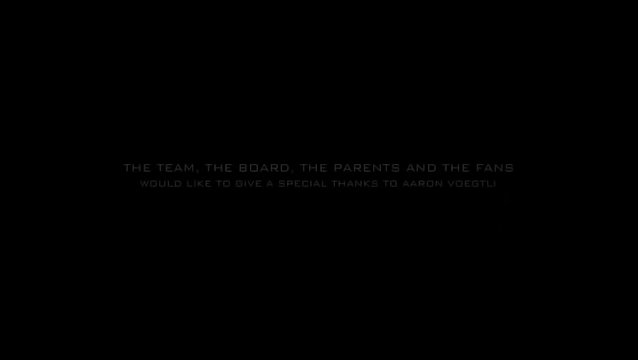 THE TEAM, THE BOARD, THE PARENTS AND THE FANS
WOULD LIKE TO GIVE A SPECIAL THANKS TO AARON VOEGTLI